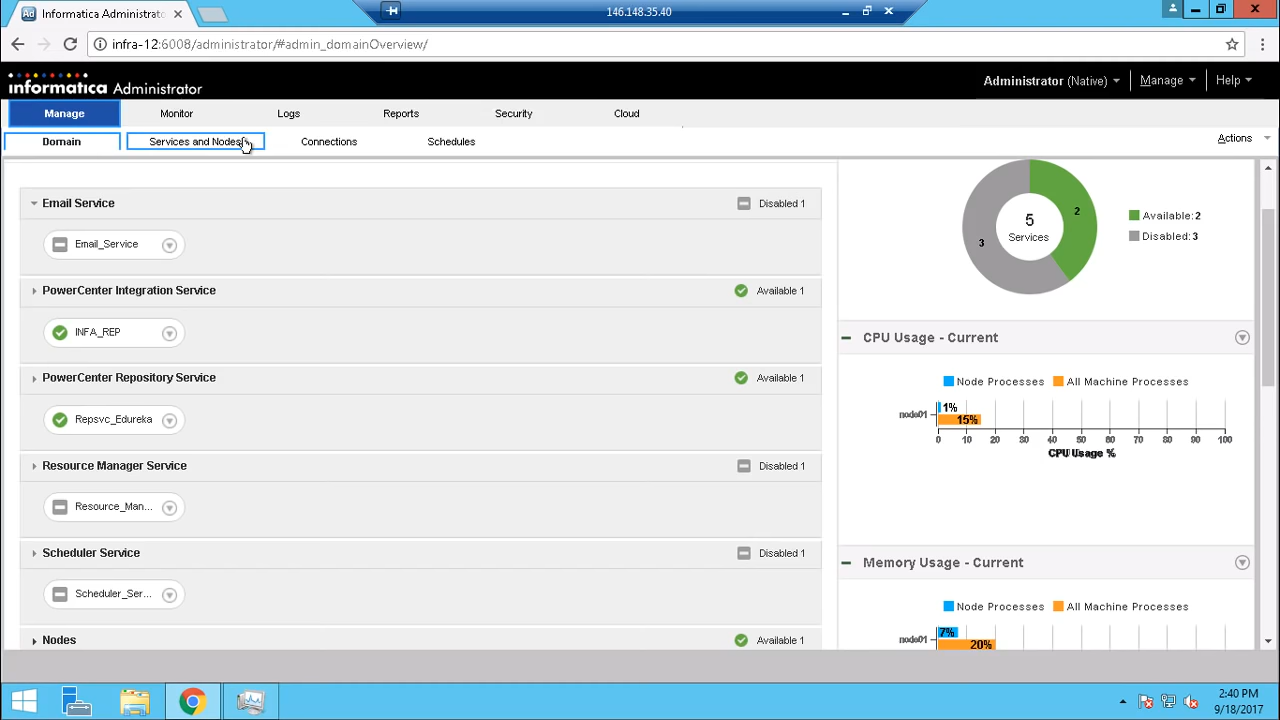 Ad Informatica Administrator
146.148.35.40
infra-12:6008/administrator/#admin_domainOverview/
informatica Administrator
Administrator (Native) Manage Help
Manage Monitor Logs Reports Security Cloud
Domain Services and Nodes Connections Schedules Actions
Email Service Disabled 1
Email_Service
PowerCenter Integration Service Available 1
INFA_REP
PowerCenter Repository Service Available 1
Repsvc_Edureka
Resource Manager Service Disabled 1
Resource_Man...
Scheduler Service Disabled 1
Scheduler_Ser...
Nodes Available 1
5
Services
2
3
Available: 2
Disabled: 3
CPU Usage - Current
Node Processes All Machine Processes
node01 1%
15%
0 10 20 30 40 50 60 70 80 90 100
CPU Usage %
Memory Usage - Current
Node Processes All Machine Processes
node01 7%
20%
2:40 PM
9/18/2017